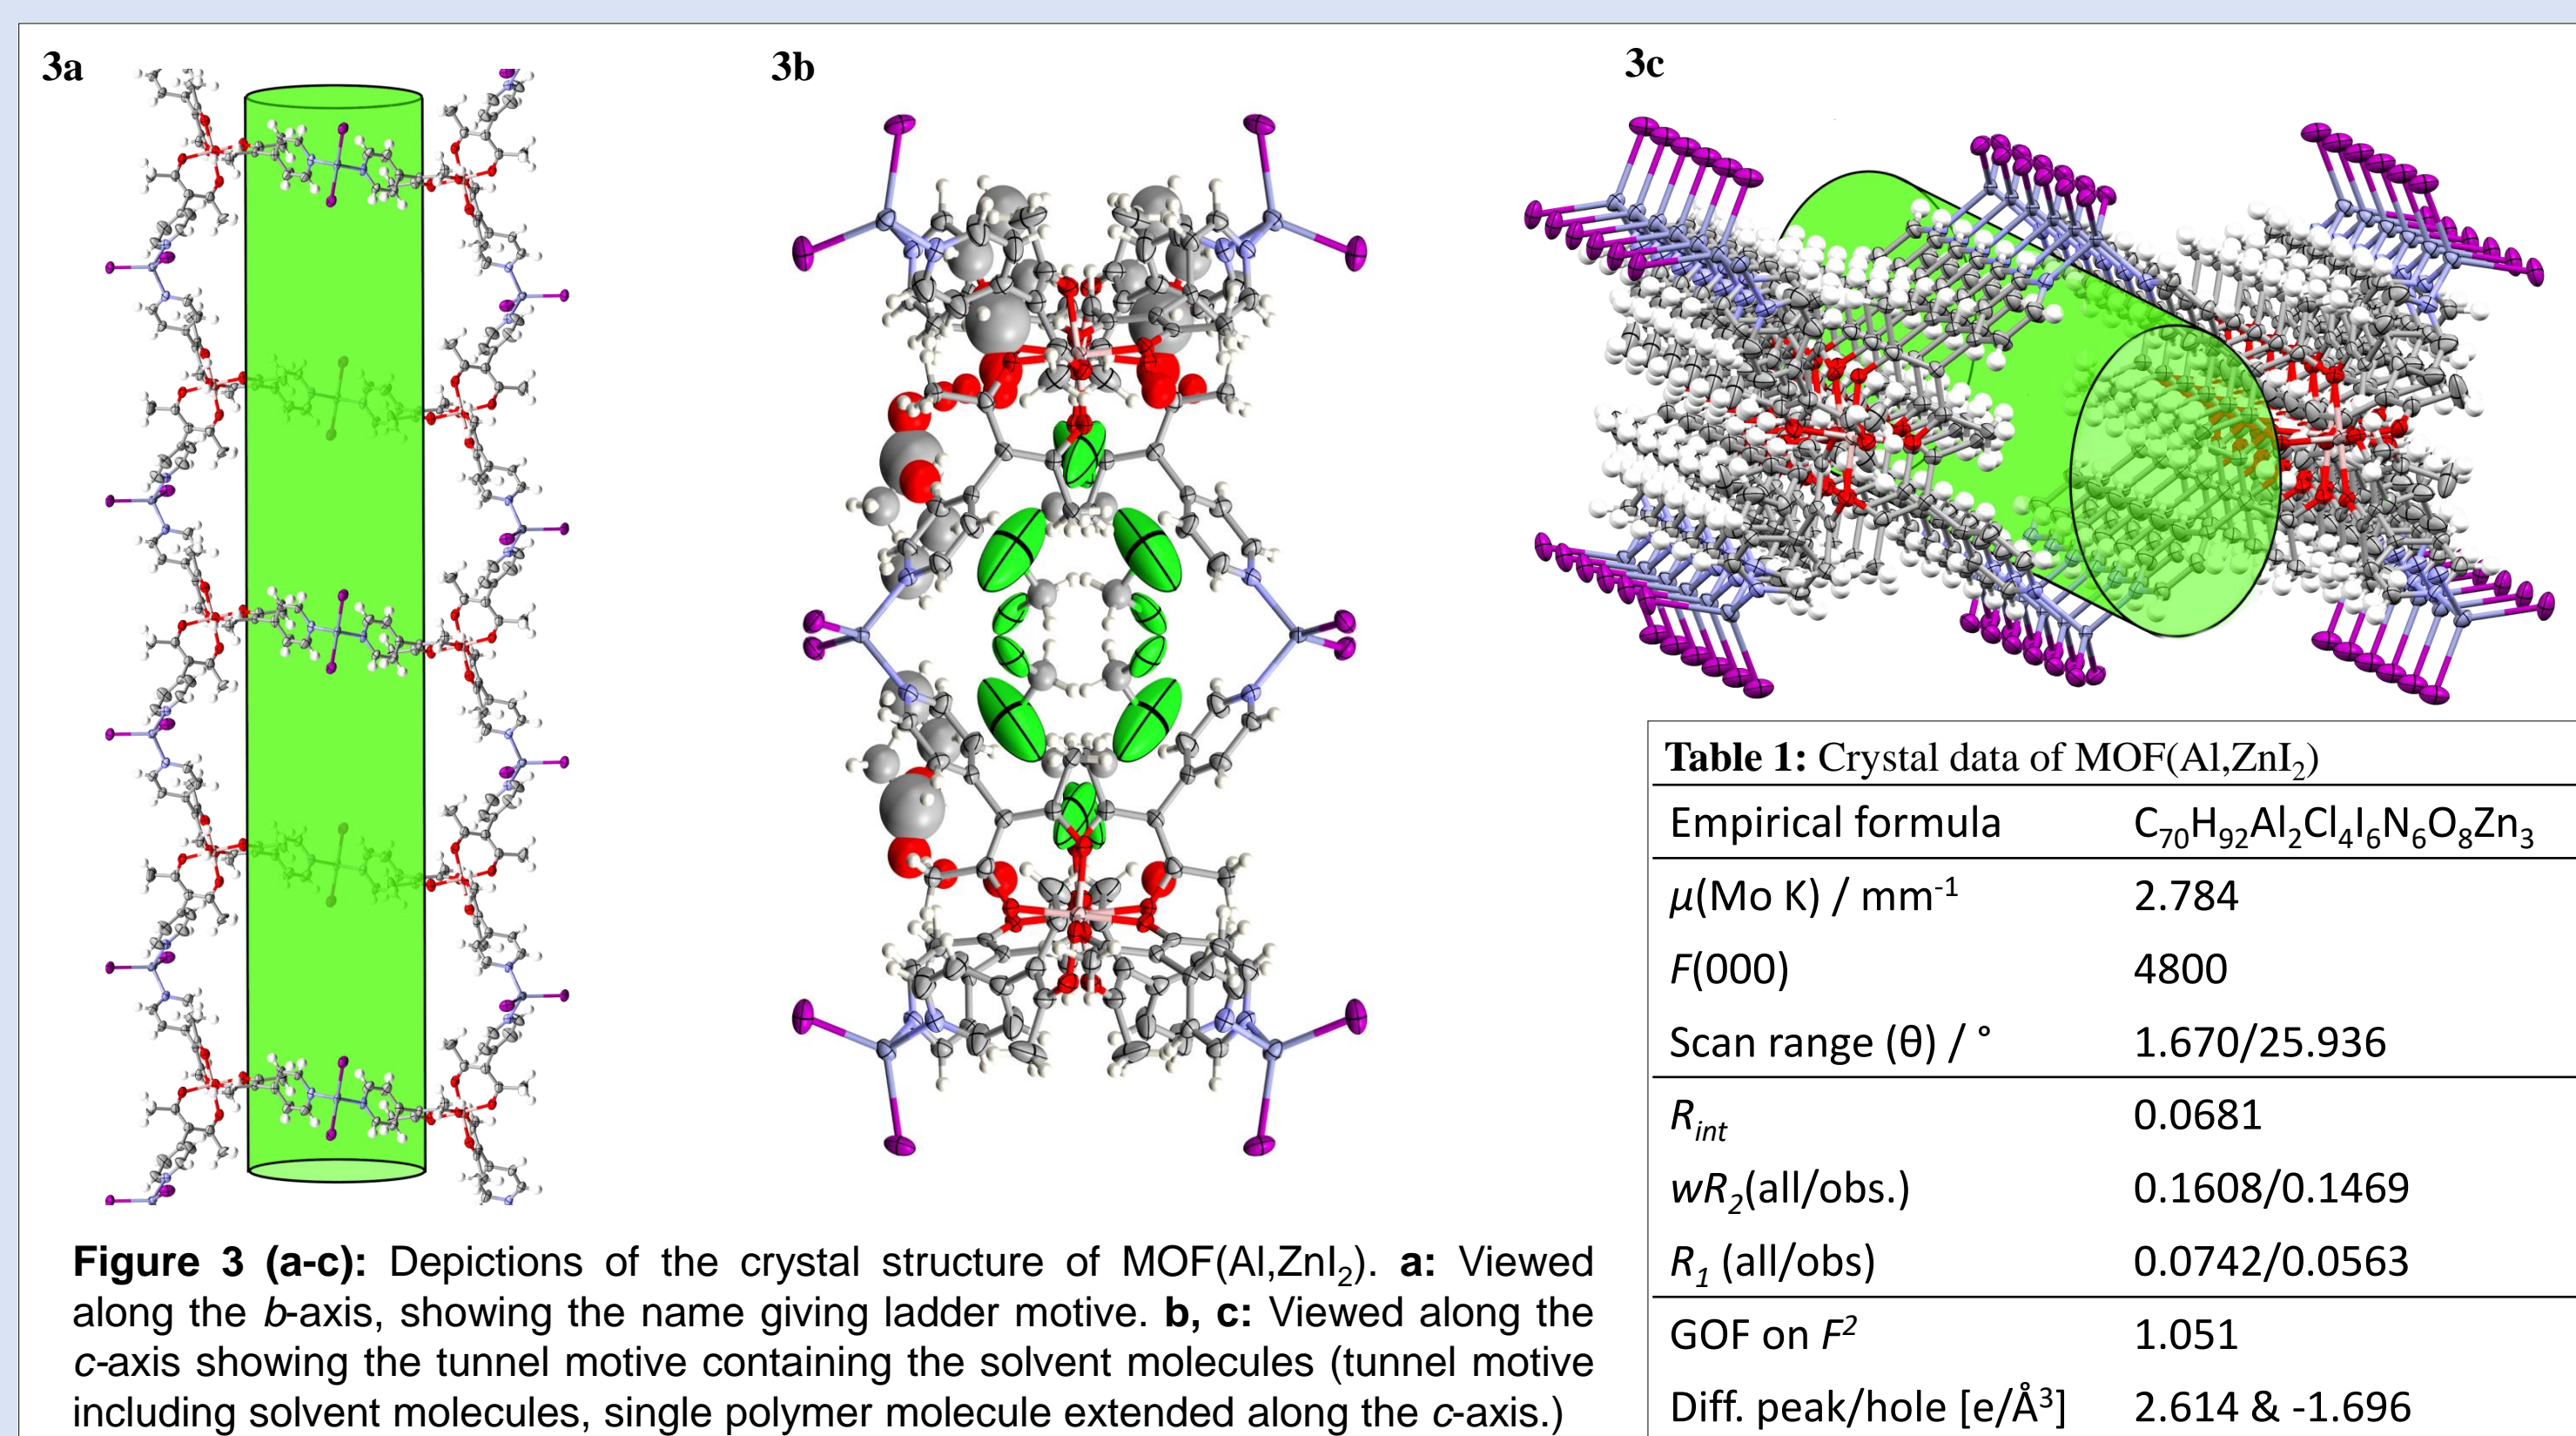 3a
3b
3c
Figure 3 (a-c): Depictions of the crystal structure of MOF(Al,ZnI₂). a: Viewed
along the b-axis, showing the name giving ladder motive. b, c: Viewed along the
c-axis showing the tunnel motive containing the solvent molecules (tunnel motive
including solvent molecules, single polymer molecule extended along the c-axis.)
Table 1: Crystal data of MOF(Al,ZnI₂)
Empirical formula C₇₀H₉₂Al₂Cl₄I₆N₆O₈Zn₃
μ(Mo K) / mm⁻¹ 2.784
F(000) 4800
Scan range (θ) / ° 1.670/25.936
R_int 0.0681
wR₂(all/obs.) 0.1608/0.1469
R₁ (all/obs) 0.0742/0.0563
GOF on F² 1.051
Diff. peak/hole [e/Å³] 2.614 & -1.696